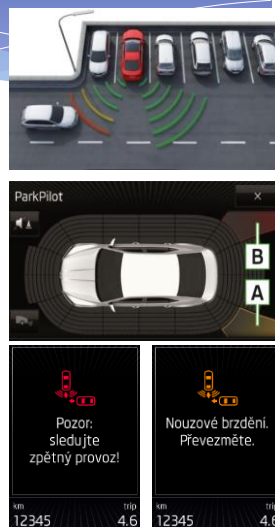 ParkPilot
×
B
A
Pozor:
sledujte
zpětný provoz!
km trip
12345 4.6
Nouzové brzdění.
Převezměte.
km trip
12345 4.6